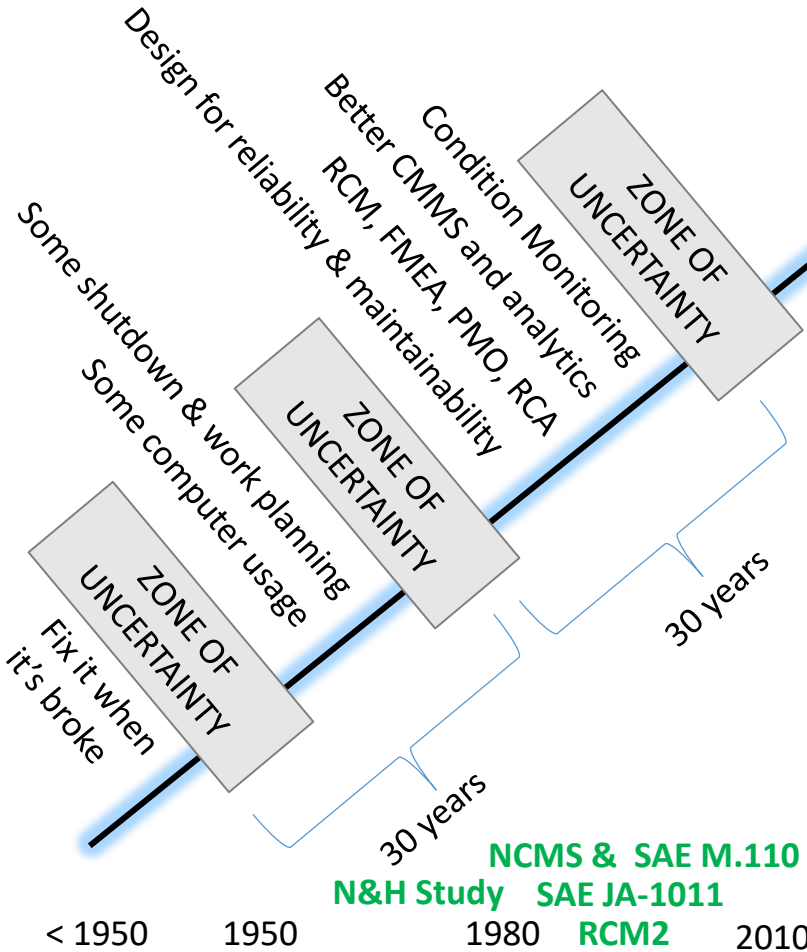 Design for reliability & maintainability
RCM, FMEA, PMO, RCA
Better CMMS and analytics
Condition Monitoring
ZONE OF
UNCERTAINTY
Some shutdown & work planning
Some computer usage
ZONE OF
UNCERTAINTY
Fix it when
it’s broke
ZONE OF
UNCERTAINTY
30 years
30 years
NCMS & SAE M.110
N&H Study SAE JA-1011
< 1950 1950 1980 RCM2 2010